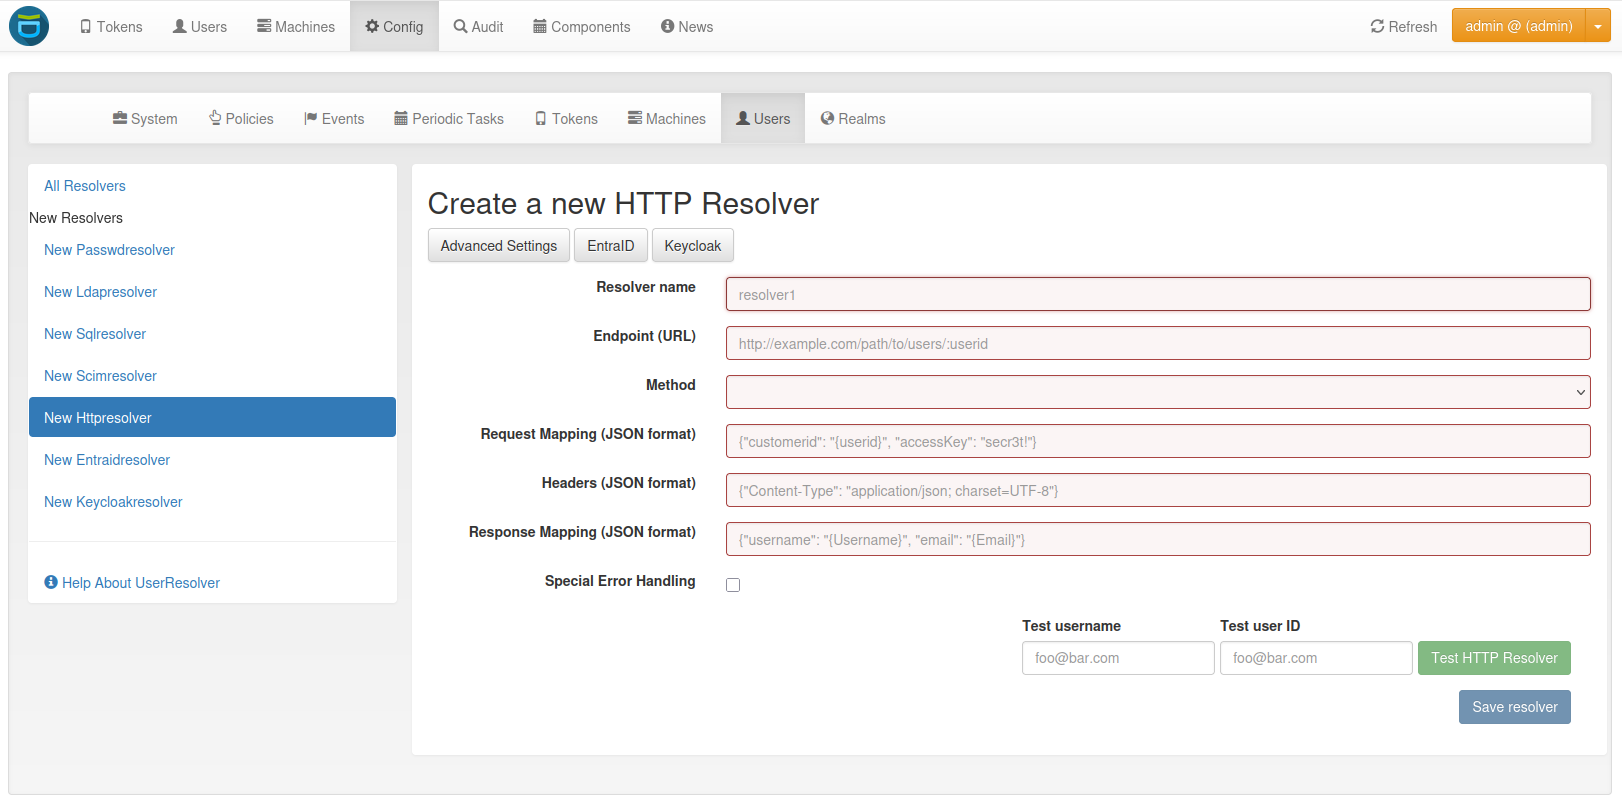 Tokens Users Machines Config Audit Components News Refresh admin @ (admin)
System Policies Events Periodic Tasks Tokens Machines Users Realms
All Resolvers
New Resolvers
New Passwdresolver
New Ldapresolver
New Sqlresolver
New Scimresolver
New Httpresolver
New Entraidresolver
New Keycloakresolver
Help About UserResolver
Create a new HTTP Resolver
Advanced Settings EntraID Keycloak
Resolver name resolver1
Endpoint (URL) http://example.com/path/to/users/:userid
Method
Request Mapping (JSON format) {"customerid": "{userid}", "accessKey": "secr3t!"}
Headers (JSON format) {"Content-Type": "application/json; charset=UTF-8"}
Response Mapping (JSON format) {"username": "{Username}", "email": "{Email}"}
Special Error Handling
Test username Test user ID
foo@bar.com foo@bar.com Test HTTP Resolver
Save resolver